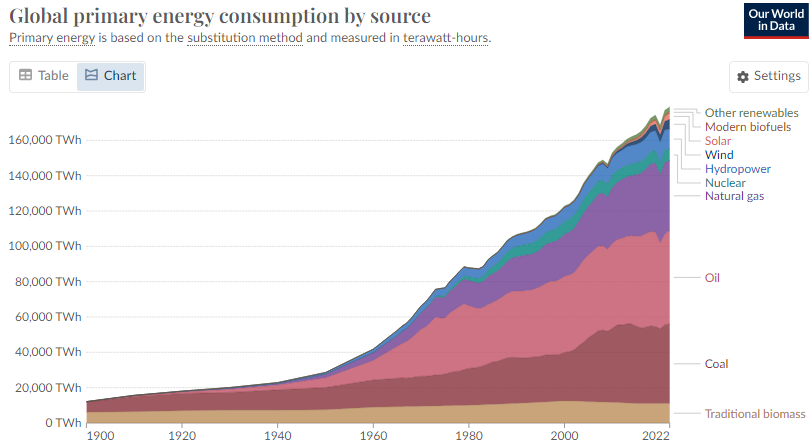 Global primary energy consumption by source
Our World
in Data
Primary energy is based on the substitution method and measured in terawatt-hours.
Table
Chart
Settings
160,000 TWh
140,000 TWh
120,000 TWh
100,000 TWh
80,000 TWh
60,000 TWh
40,000 TWh
20,000 TWh
0 TWh
Other renewables
Modern biofuels
Solar
Wind
Hydropower
Nuclear
Natural gas
Oil
Coal
Traditional biomass
1900
1920
1940
1960
1980
2000
2022